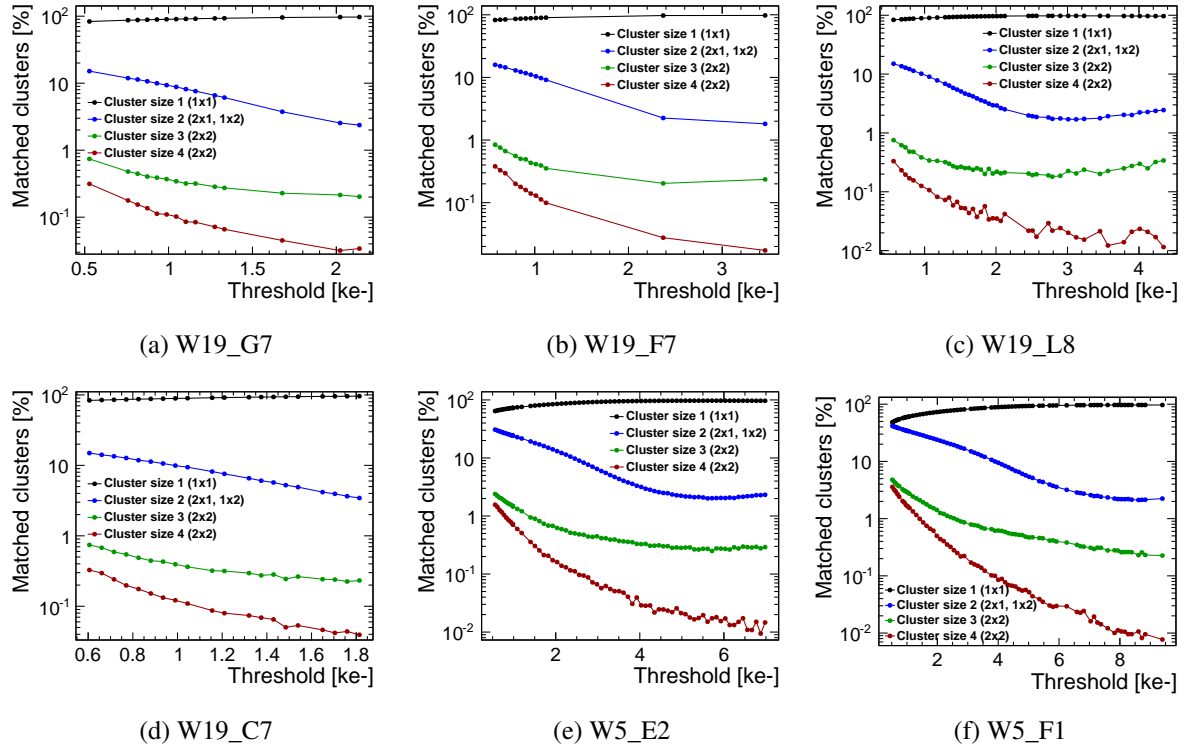 Matched clusters [%]
10²
10
1
10⁻¹
Cluster size 1 (1x1)
Cluster size 2 (2x1, 1x2)
Cluster size 3 (2x2)
Cluster size 4 (2x2)
0.5 1 1.5 2
Threshold [ke-]
(a) W19_G7
Matched clusters [%]
10²
10
1
10⁻¹
Cluster size 1 (1x1)
Cluster size 2 (2x1, 1x2)
Cluster size 3 (2x2)
Cluster size 4 (2x2)
1 2 3
Threshold [ke-]
(b) W19_F7
Matched clusters [%]
10²
10
1
10⁻¹
10⁻²
Cluster size 1 (1x1)
Cluster size 2 (2x1, 1x2)
Cluster size 3 (2x2)
Cluster size 4 (2x2)
1 2 3 4
Threshold [ke-]
(c) W19_L8
Matched clusters [%]
10²
10
1
10⁻¹
Cluster size 1 (1x1)
Cluster size 2 (2x1, 1x2)
Cluster size 3 (2x2)
Cluster size 4 (2x2)
0.6 0.8 1 1.2 1.4 1.6 1.8
Threshold [ke-]
(d) W19_C7
Matched clusters [%]
10²
10
1
10⁻¹
10⁻²
Cluster size 1 (1x1)
Cluster size 2 (2x1, 1x2)
Cluster size 3 (2x2)
Cluster size 4 (2x2)
2 4 6
Threshold [ke-]
(e) W5_E2
Matched clusters [%]
10²
10
1
10⁻¹
10⁻²
Cluster size 1 (1x1)
Cluster size 2 (2x1, 1x2)
Cluster size 3 (2x2)
Cluster size 4 (2x2)
2 4 6 8
Threshold [ke-]
(f) W5_F1